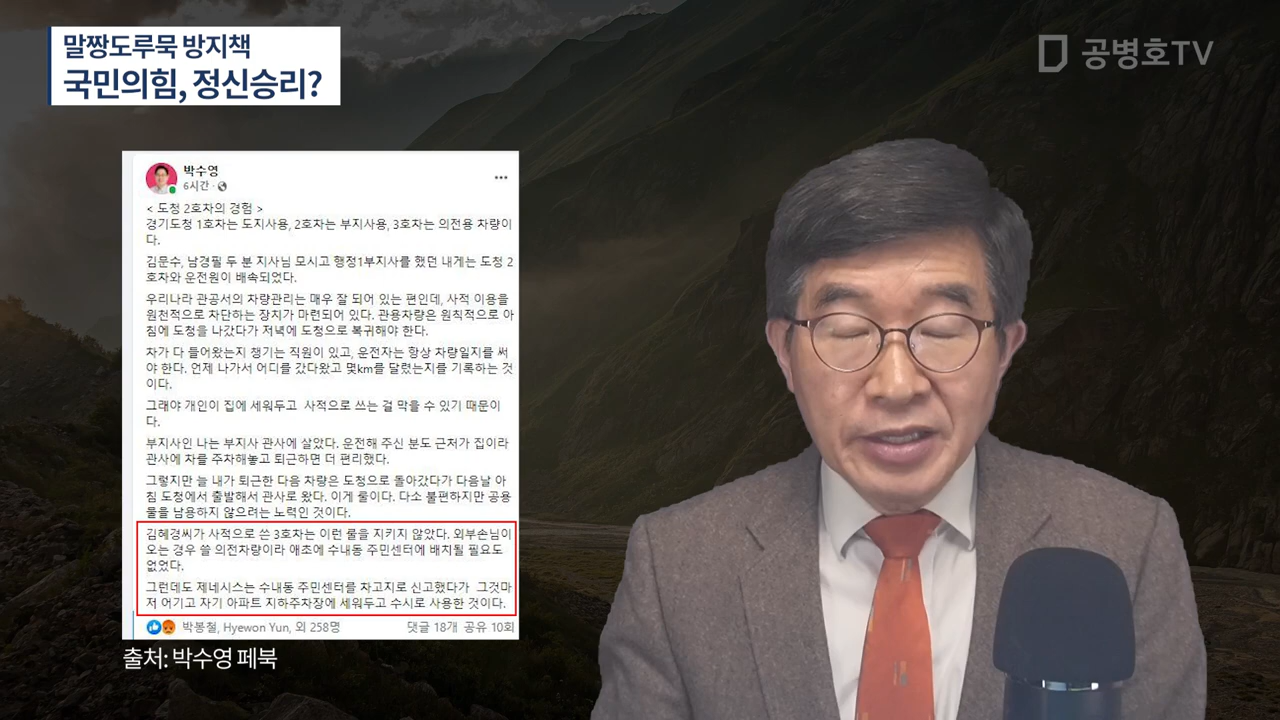 말짱도루묵 방지책
국민의힘, 정신승리?
공병호TV
박수영
6시간 ·
< 도청 2호차의 경험 >
경기도청 1호차는 도지사용, 2호차는 부지사용, 3호차는 의전용 차량이
다.
김문수, 남경필 두 분 지사님 모시고 행정1부지사를 했던 내게는 도청 2
호차와 운전원이 배속되었다.
우리나라 관공서의 차량관리는 매우 잘 되어 있는 편인데, 사적 이용을
원천적으로 차단하는 장치가 마련되어 있다. 관용차량은 원칙적으로 아
침에 도청을 나갔다가 저녁에 도청으로 복귀해야 한다.
차가 다 들어왔는지 챙기는 직원이 있고, 운전자는 항상 차량일지를 써
야 한다. 언제 나가서 어디를 갔다왔고 몇km를 달렸는지를 기록하는 것
이다.
그래야 개인이 집에 세워두고 사적으로 쓰는 걸 막을 수 있기 때문이
다.
부지사인 나는 부지사 관사에 살았다. 운전해 주신 분도 근처가 집이라
관사에 차를 주차해놓고 퇴근하면 더 편리했다.
그렇지만 늘 내가 퇴근한 다음 차량은 도청으로 돌아갔다가 다음날 아
침 도청에서 출발해서 관사로 왔다. 이게 룰이다. 다소 불편하지만 공용
물을 남용하지 않으려는 노력인 것이다.
김혜경씨가 사적으로 쓴 3호차는 이런 룰을 지키지 않았다. 외부손님이
오는 경우 쓸 의전차량이라 애초에 수내동 주민센터에 배치될 필요도
없었다.
그런데도 제네시스는 수내동 주민센터를 차고지로 신고했다가 그것마
저 어기고 자기 아파트 지하주차장에 세워두고 수시로 사용한 것이다.
박봉철, Hyewon Yun, 외 258명
댓글 18개 공유 10회
출처: 박수영 페북